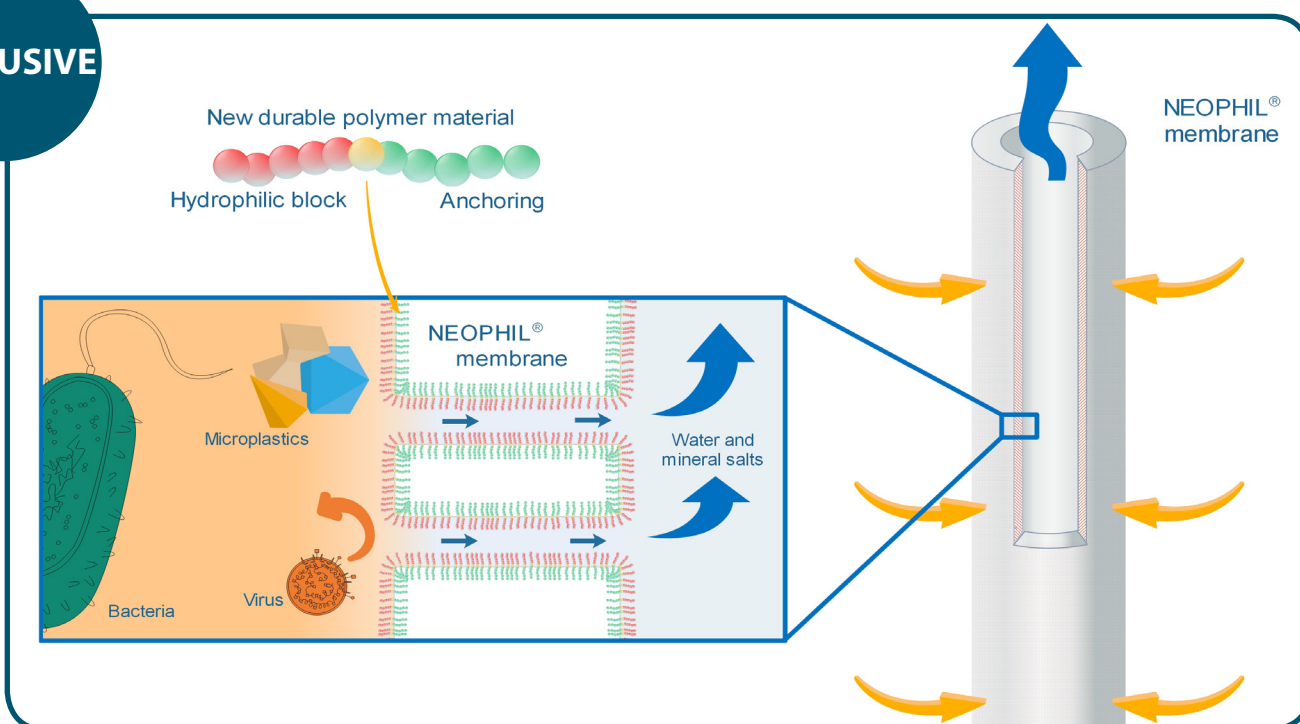 USIVE
New durable polymer material
Hydrophilic block
Anchoring
NEOPHIL®
membrane
NEOPHIL®
membrane
Microplastics
Water and
mineral salts
Virus
Bacteria